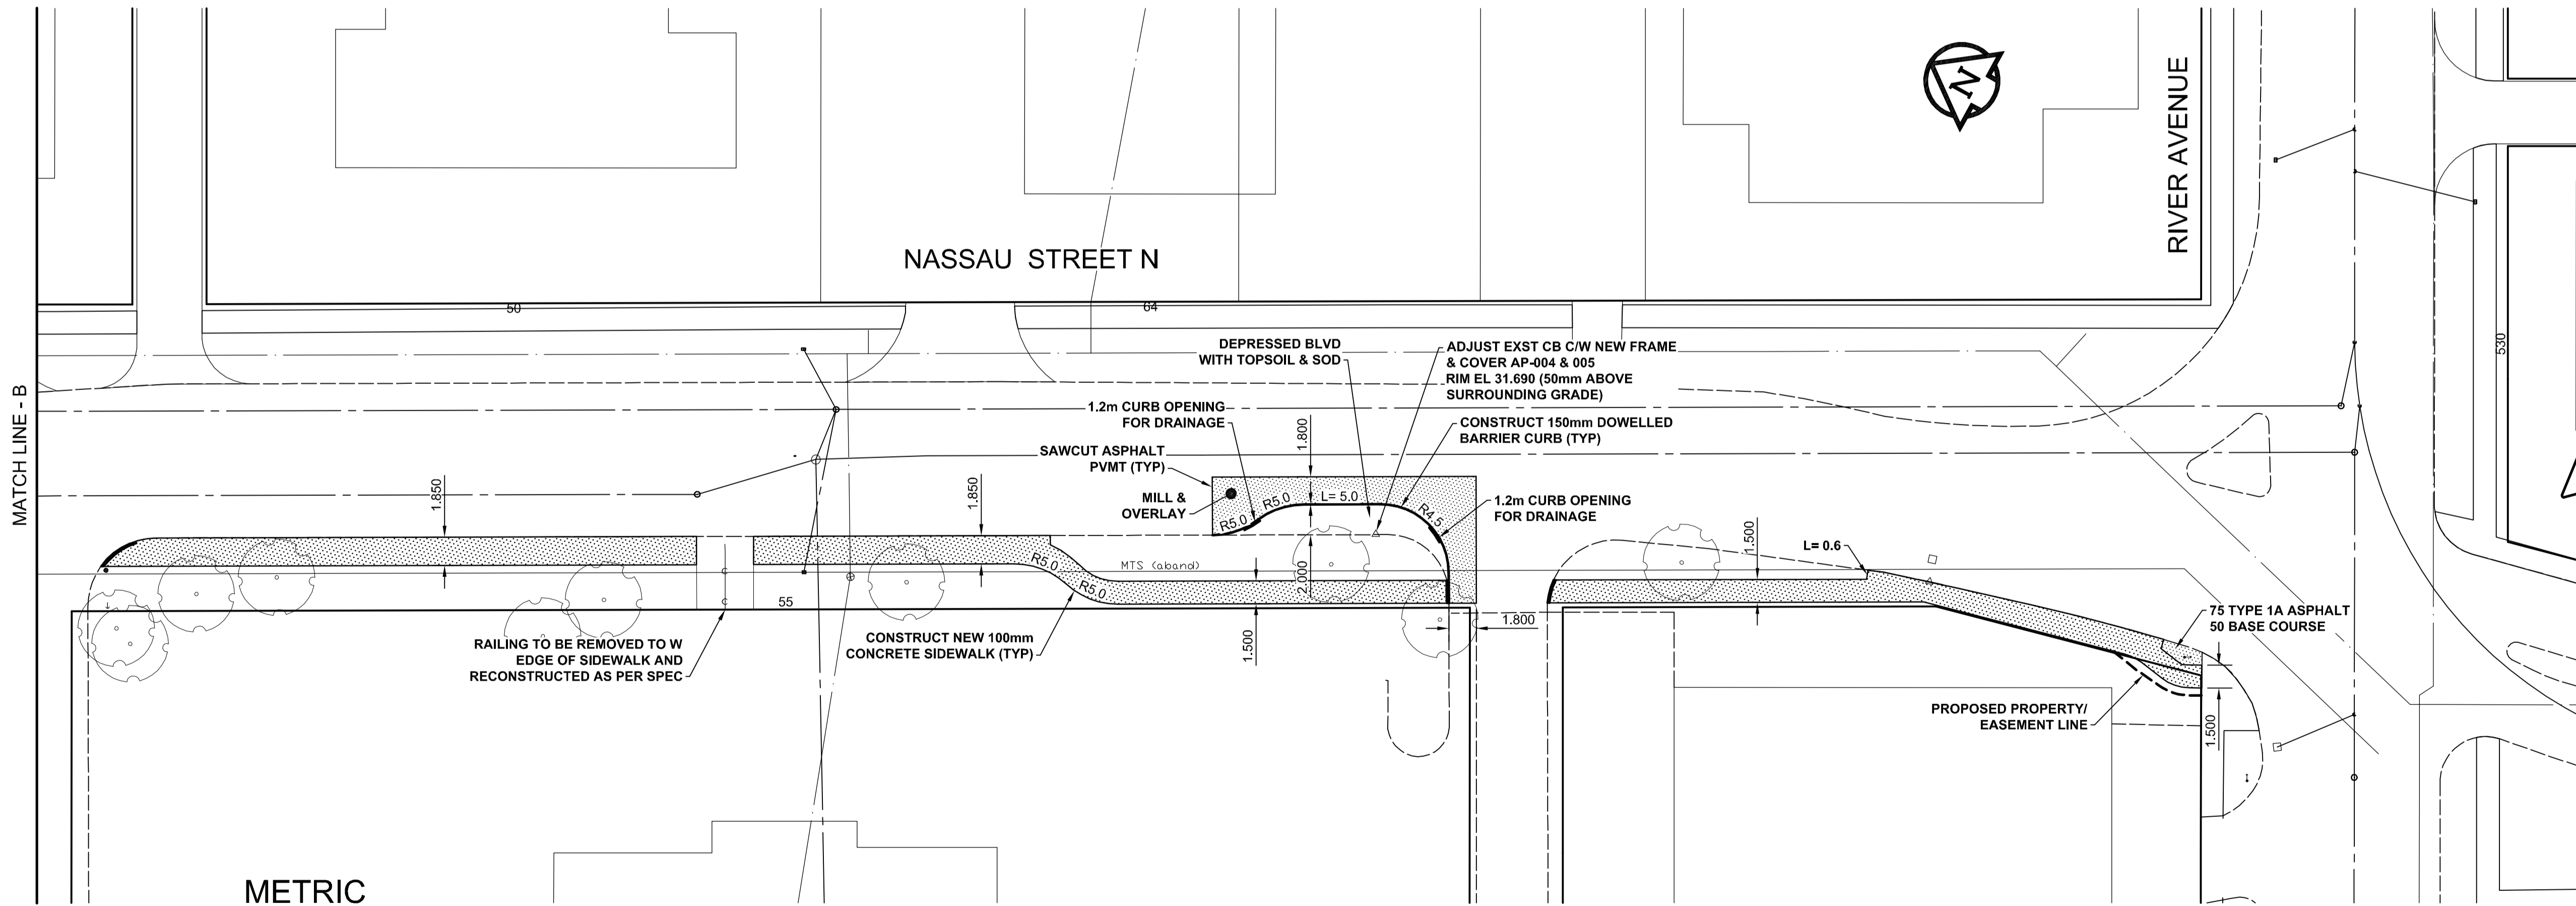 N
RIVER AVENUE
NASSAU STREET N
50
64
530
MATCH LINE - B
DEPRESSED BLVD
WITH TOPSOIL & SOD
ADJUST EXST CB C/W NEW FRAME
& COVER AP-004 & 005
RIM EL 31.690 (50mm ABOVE
SURROUNDING GRADE)
1.2m CURB OPENING
FOR DRAINAGE
CONSTRUCT 150mm DOWELLED
BARRIER CURB (TYP)
1.800
SAWCUT ASPHALT
PVMT (TYP)
1.850
1.850
MILL &
OVERLAY
R5.0
R5.0
L= 5.0
R4.5
1.2m CURB OPENING
FOR DRAINAGE
1.500
L= 0.6
MTS (aband)
R5.0
R5.0
2.000
C
C
55
1.800
75 TYPE 1A ASPHALT
50 BASE COURSE
RAILING TO BE REMOVED TO W
EDGE OF SIDEWALK AND
RECONSTRUCTED AS PER SPEC
CONSTRUCT NEW 100mm
CONCRETE SIDEWALK (TYP)
1.500
PROPOSED PROPERTY/
EASEMENT LINE
1.500
METRIC